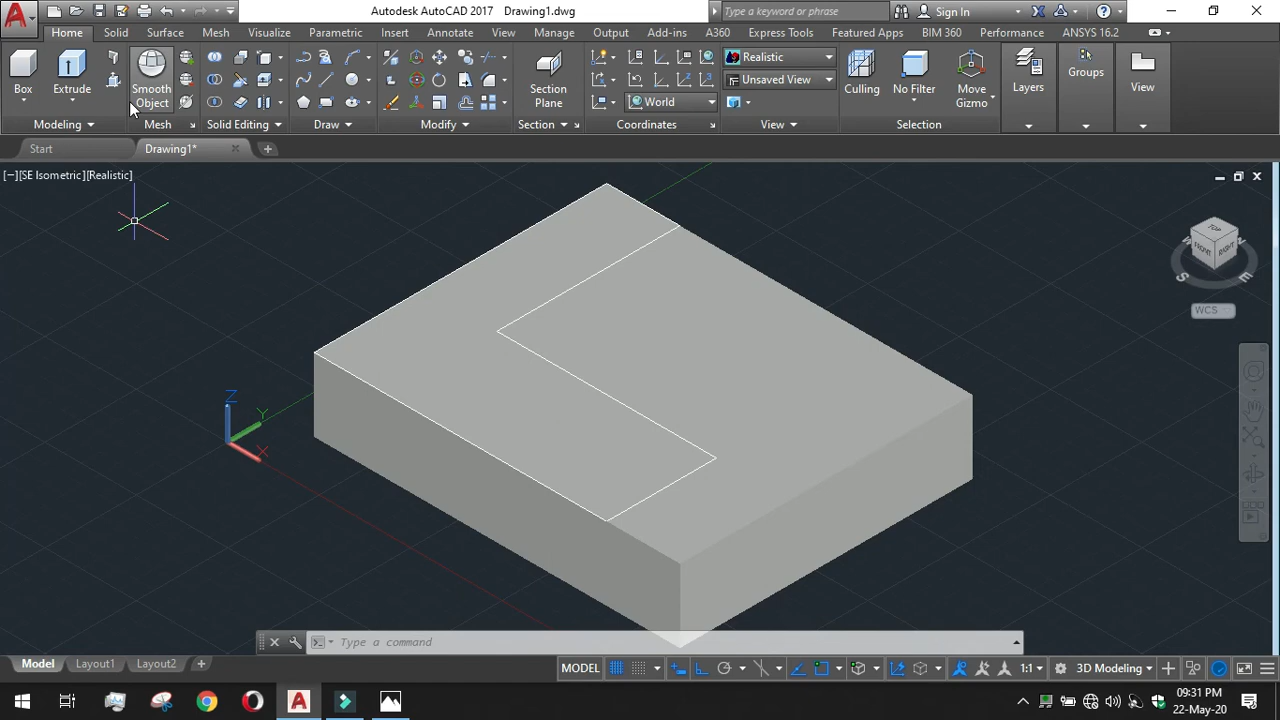 Autodesk AutoCAD 2017 Drawing1.dwg
Type a keyword or phrase
Sign In
Home Solid Surface Mesh Visualize Parametric Insert Annotate View Manage Output Add-ins A360 Express Tools Featured Apps BIM 360 Performance ANSYS 16.2
Box
Extrude
Smooth
Object
Section
Plane
Realistic
Unsaved View
World
Culling
No Filter
Move
Gizmo
Layers
Groups
View
Modeling
Mesh
Solid Editing
Draw
Modify
Section
Coordinates
View
Selection
Start
Drawing1*
[−][SE Isometric][Realistic]
TOP
FRONT
RIGHT
W
N
S
E
WCS
Z
Y
X
Type a command
Model
Layout1
Layout2
MODEL
1:1
3D Modeling
09:31 PM
22-May-20